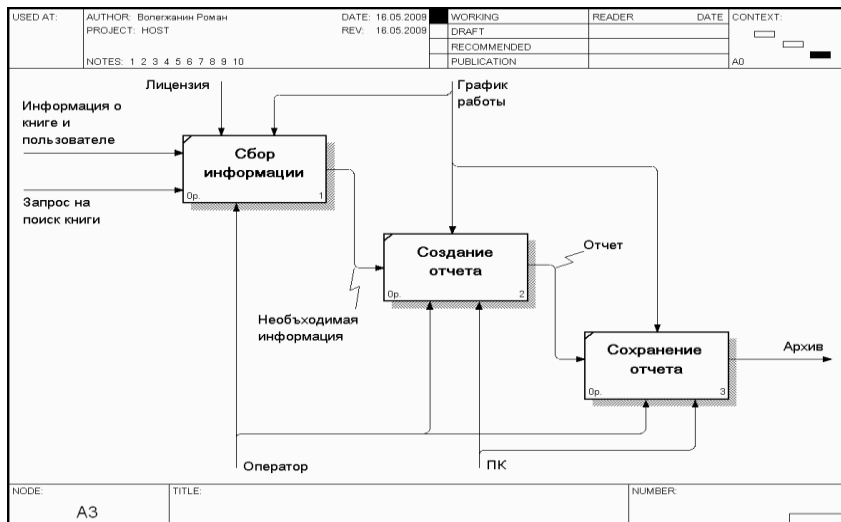 USED AT:
AUTHOR: Волегжанин Роман
DATE: 16.05.2009
WORKING
READER
DATE
CONTEXT:
PROJECT: HOST
REV: 16.05.2009
DRAFT
RECOMMENDED
NOTES: 1 2 3 4 5 6 7 8 9 10
PUBLICATION
A0
Лицензия
График
работы
Информация о
книге и
пользователе
Сбор
информации
0р.
1
Запрос на
поиск книги
Создание
отчета
0р.
2
Отчет
Необъходимая
информация
Сохранение
отчета
0р.
3
Архив
Оператор
ПК
NODE:
TITLE:
NUMBER:
A3